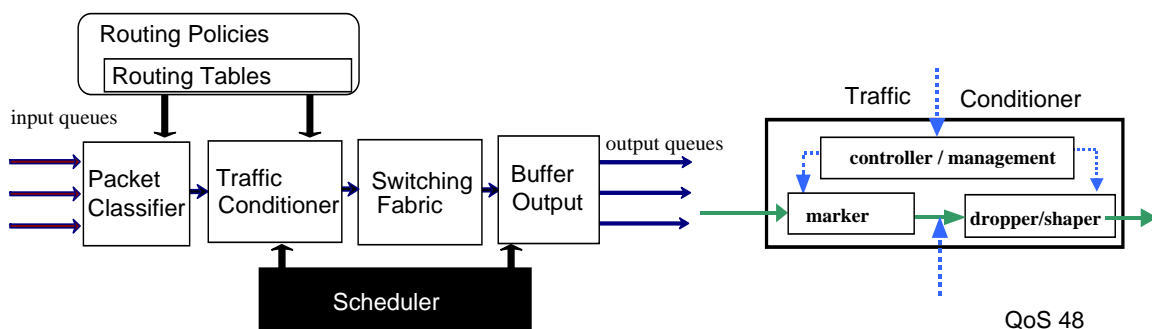 Routing Policies
Routing Tables
input queues
Packet
Classifier
Traffic
Conditioner
Switching
Fabric
Buffer
Output
output queues
Scheduler
Traffic Conditioner
controller / management
marker
dropper/shaper
QoS 48